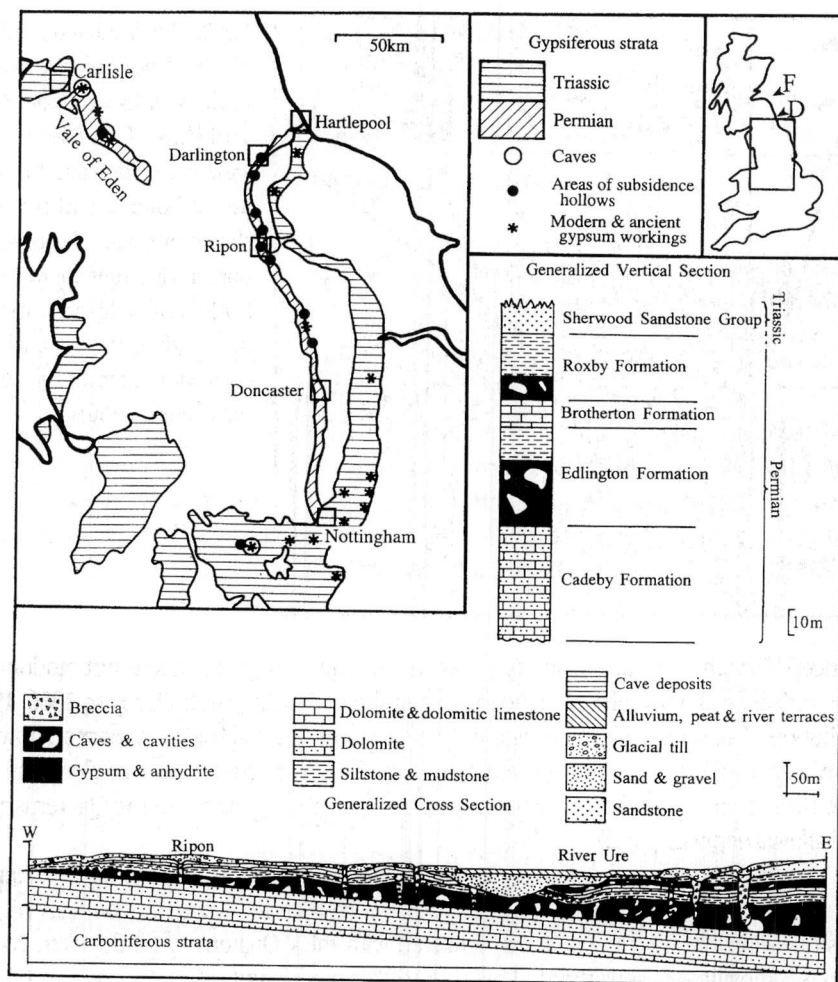 50km
Carlisle
Vale of Eden
Hartlepool
Darlington
Ripon
Doncaster
Nottingham
Gypsiferous strata
Triassic
Permian
Caves
Areas of subsidence
hollows
Modern & ancient
gypsum workings
F
D
Generalized Vertical Section
Sherwood Sandstone Group
Roxby Formation
Brotherton Formation
Edlington Formation
Cadeby Formation
Triassic
Permian
10m
Breccia
Caves & cavities
Gypsum & anhydrite
Dolomite & dolomitic limestone
Dolomite
Siltstone & mudstone
Cave deposits
Alluvium, peat & river terraces
Glacial till
Sand & gravel
Sandstone
50m
Generalized Cross Section
W
Ripon
River Ure
E
Carboniferous strata